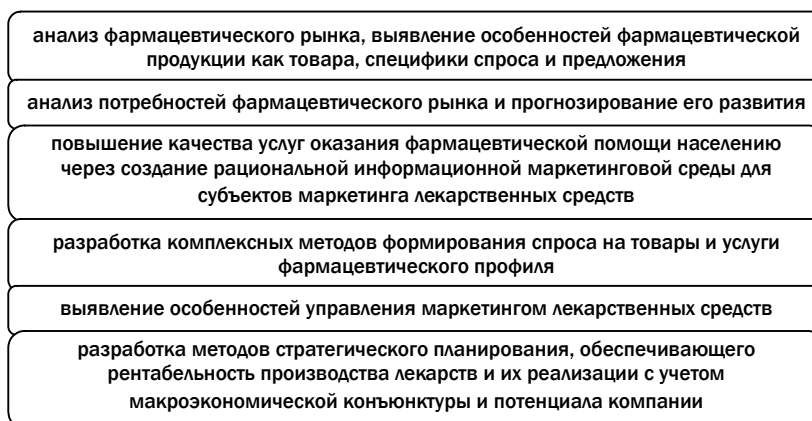 анализ фармацевтического рынка, выявление особенностей фармацевтической
продукции как товара, специфики спроса и предложения
анализ потребностей фармацевтического рынка и прогнозирование его развития
повышение качества услуг оказания фармацевтической помощи населению
через создание рациональной информационной маркетинговой среды для
субъектов маркетинга лекарственных средств
разработка комплексных методов формирования спроса на товары и услуги
фармацевтического профиля
выявление особенностей управления маркетингом лекарственных средств
разработка методов стратегического планирования, обеспечивающего
рентабельность производства лекарств и их реализации с учетом
макроэкономической конъюнктуры и потенциала компании